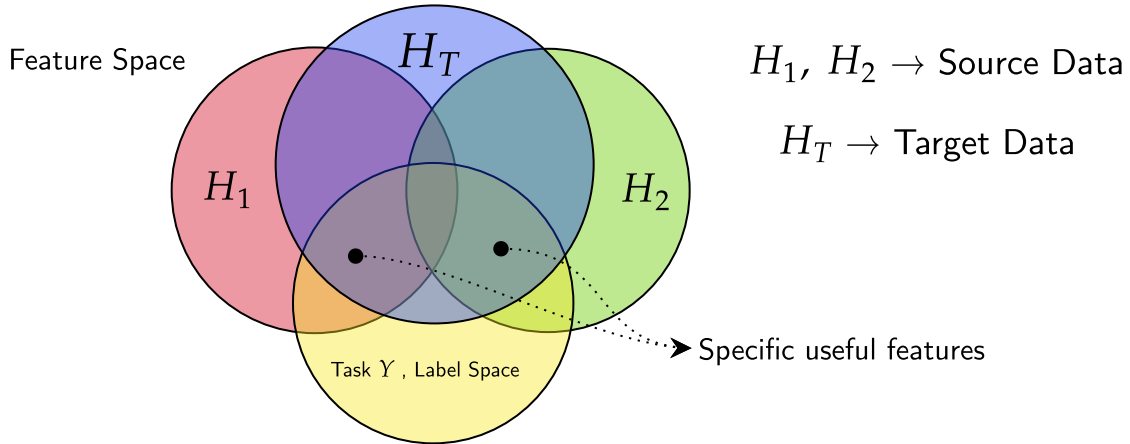 Feature Space
H_T
H_1, H_2 → Source Data
H_T → Target Data
H_1
H_2
Specific useful features
Task Y , Label Space